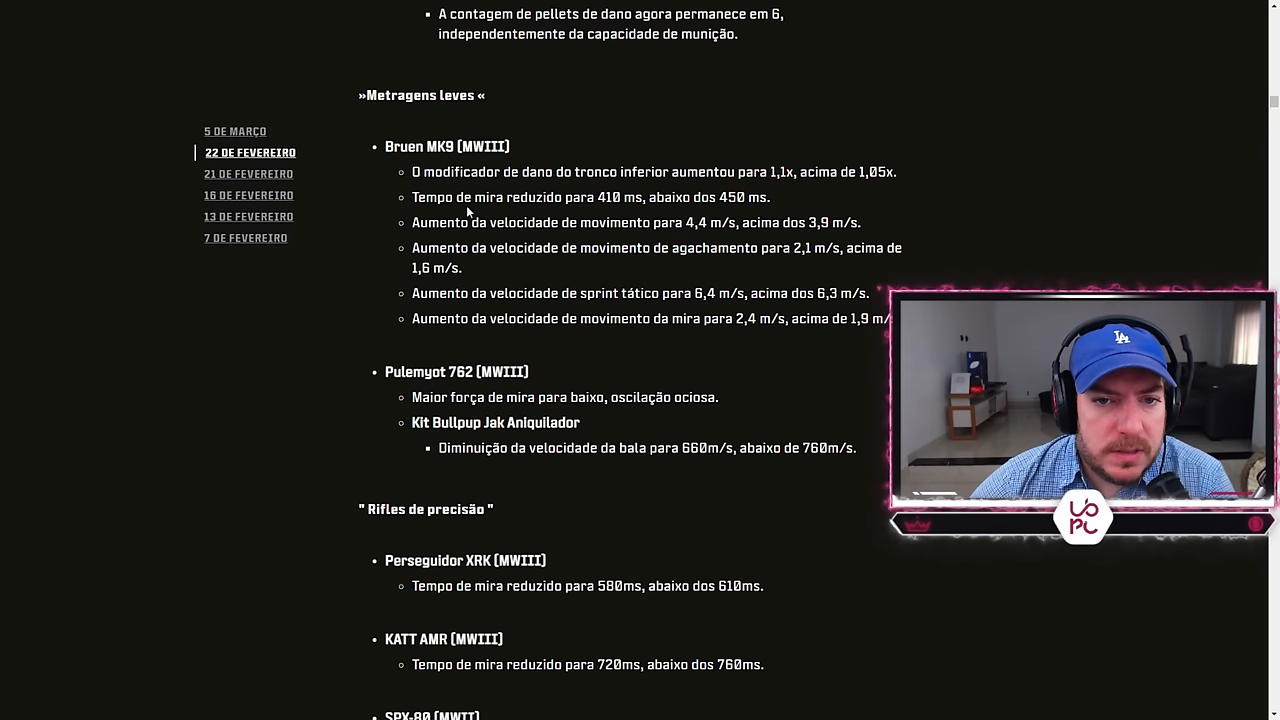 A contagem de pellets de dano agora permanece em 6,
independentemente da capacidade de munição.
»Metragens leves «
5 DE MARÇO
22 DE FEVEREIRO
21 DE FEVEREIRO
16 DE FEVEREIRO
13 DE FEVEREIRO
7 DE FEVEREIRO
Bruen MK9 (MWIII)
O modificador de dano do tronco inferior aumentou para 1,1x, acima de 1,05x.
Tempo de mira reduzido para 410 ms, abaixo dos 450 ms.
Aumento da velocidade de movimento para 4,4 m/s, acima dos 3,9 m/s.
Aumento da velocidade de movimento de agachamento para 2,1 m/s, acima de
1,6 m/s.
Aumento da velocidade de sprint tático para 6,4 m/s, acima dos 6,3 m/s.
Aumento da velocidade de movimento da mira para 2,4 m/s, acima de 1,9 m/
Pulemyot 762 (MWIII)
Maior força de mira para baixo, oscilação ociosa.
Kit Bullpup Jak Aniquilador
Diminuição da velocidade da bala para 660m/s, abaixo de 760m/s.
" Rifles de precisão "
Perseguidor XRK (MWIII)
Tempo de mira reduzido para 580ms, abaixo dos 610ms.
KATT AMR (MWIII)
Tempo de mira reduzido para 720ms, abaixo dos 760ms.
SPX-80 (MWII)
LA